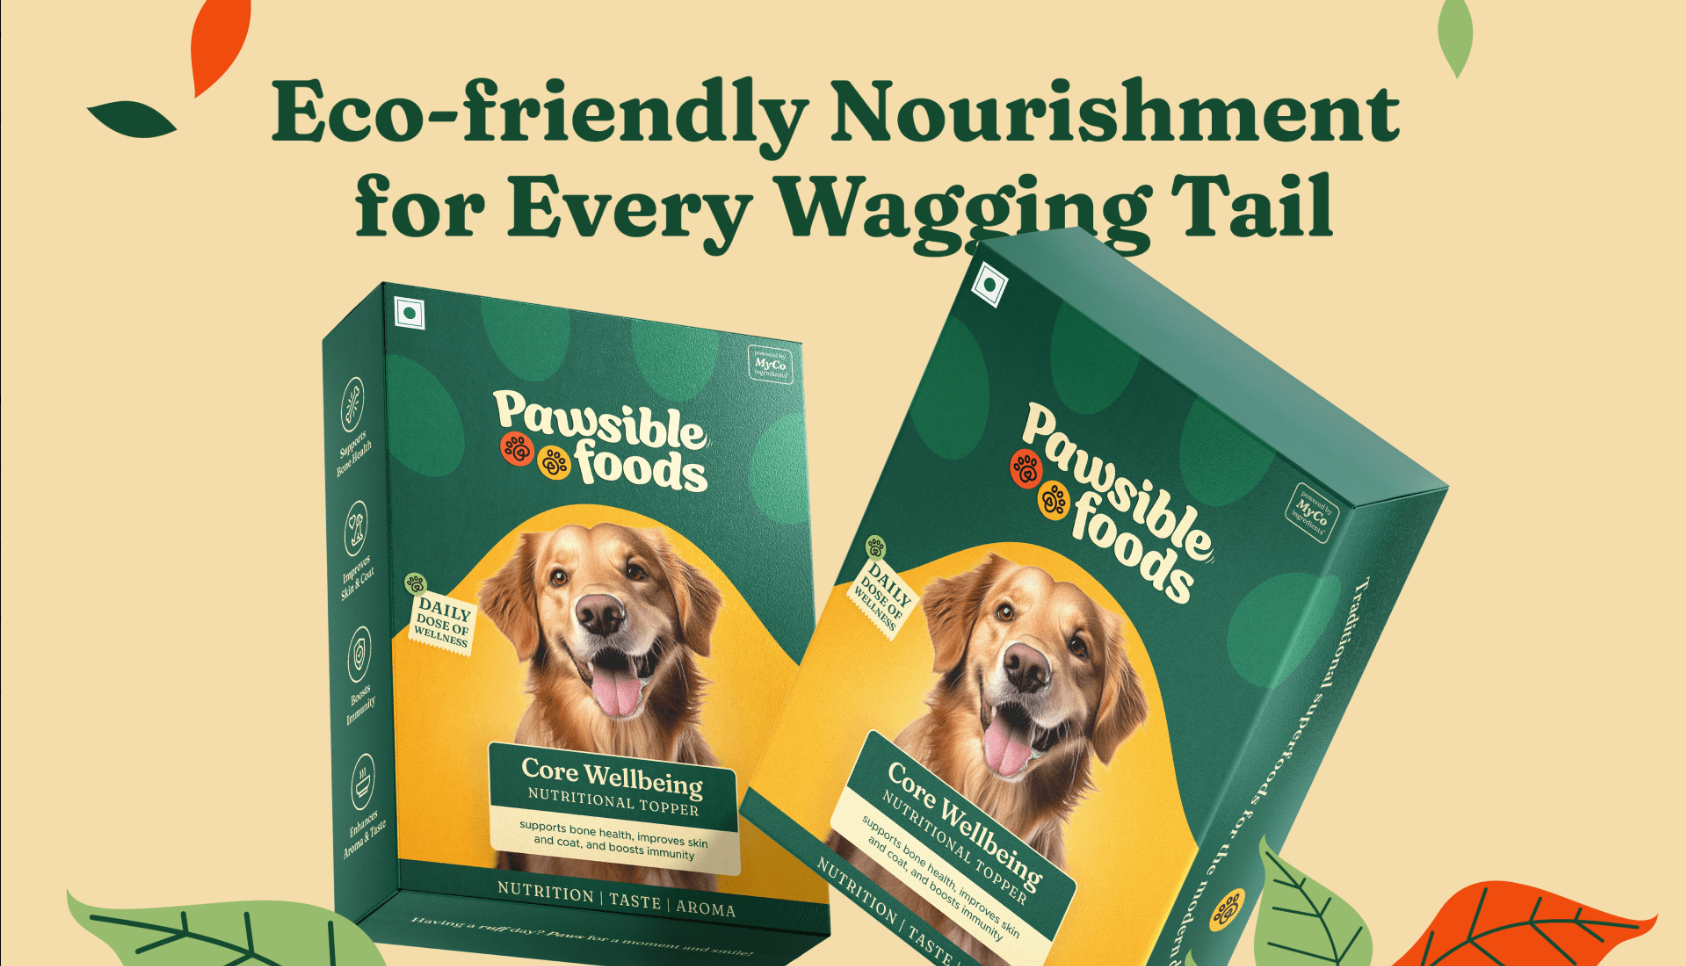 Eco-friendly Nourishment
for Every Wagging Tail
powered by
MyCo
ingredients
Pawsible
foods
DAILY
DOSE OF
WELLNESS
Core Wellbeing
NUTRITIONAL TOPPER
supports bone health, improves skin
and coat, and boosts immunity
NUTRITION | TASTE | AROMA
Having a ruff day? Paws for a moment and smile!
Supports
Bone Health
Improves
Skin & Coat
Boosts
Immunity
Enhances
Aroma & Taste
powered by
MyCo
ingredients
Pawsible
foods
DAILY
DOSE OF
WELLNESS
Core Wellbeing
NUTRITIONAL TOPPER
supports bone health, improves skin
and coat, and boosts immunity
NUTRITION | TASTE |
Traditional superfoods for the modern